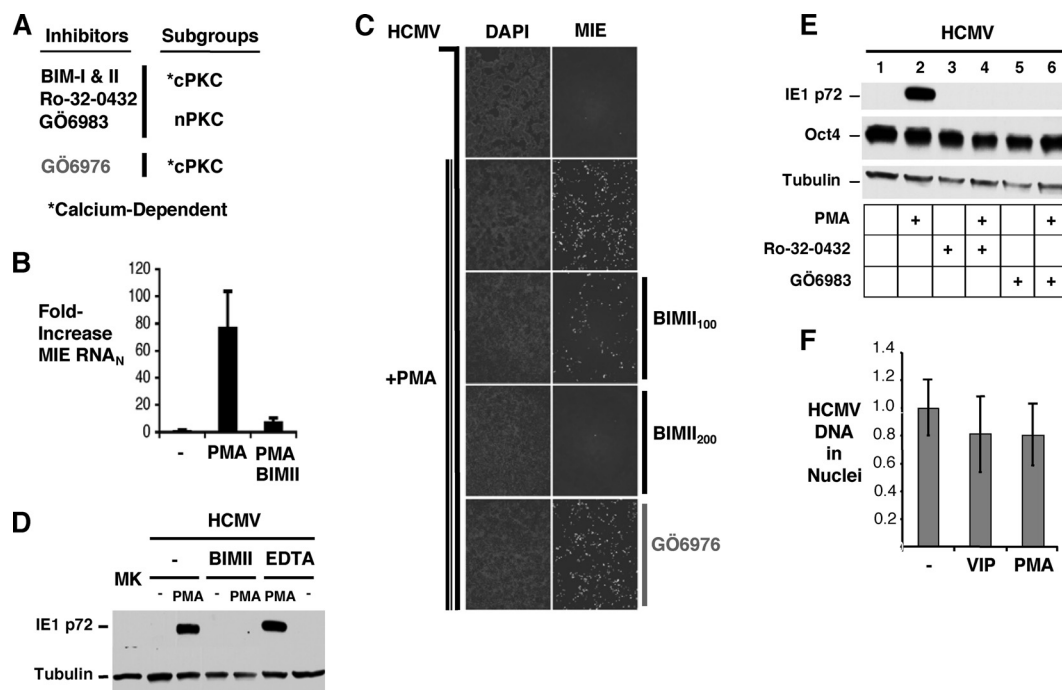 A
Inhibitors Subgroups
BIM-I & II
Ro-32-0432
GÖ6983
*cPKC
nPKC
GÖ6976 *cPKC
*Calcium-Dependent
B
Fold-
Increase
MIE RNAN
120
100
80
60
40
20
0
- PMA PMA
BIMII
C
HCMV DAPI MIE
+PMA
BIMII100
BIMII200
GÖ6976
D
HCMV
MK - BIMII EDTA
- PMA - PMA PMA -
IE1 p72
Tubulin
E
HCMV
1 2 3 4 5 6
IE1 p72
Oct4
Tubulin
PMA + + +
Ro-32-0432 + +
GÖ6983 + +
F
HCMV
DNA
in
Nuclei
1.4
1.2
1.0
0.8
0.6
0.4
0.2
- VIP PMA